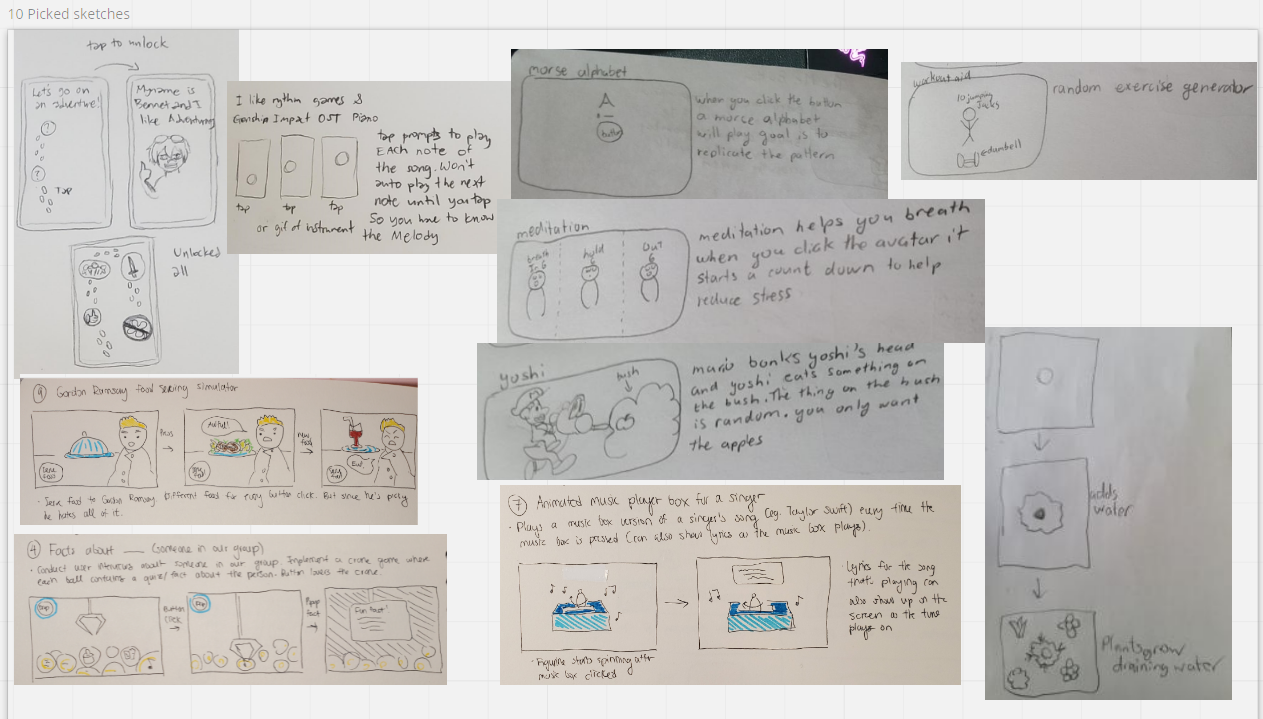 10 Picked sketches
tap to unlock
Let's go on
an adventure!
?
?
TAP
My name is
Bennet and I
like Adventuring
Unlocked
all
I like rythm games &
Genshin Impact OST Piano
tap prompts to play
EACH note of
the song. Won't
auto play the next
note until you tap
So you have to know
the Melody
tap
tap
tap
or gif of instrument
morse alphabet
A
button
when you click the button
a morse alphabet
will play goal is to
replicate the pattern
workout aid
10 jumping
Jacks
dumbell
random exercise generator
meditation
breath
hold
6
out
6
meditation helps you breath
when you click the avatar it
starts a count down to help
reduce stress
yoshi
bush
mario bonks yoshi's head
and yoshi eats something on
the bush. The thing on the bush
is random. you only want
the apples
9 Gordon Ramsay food serving simulator
Press
Awful!
New
food
Ew!
• Serve food to Gordon Ramsay. Different food for every button click. But since he's picky
he hates all of it.
4 Facts about ____ (someone in our group)
• Conduct user interviews about someone in our group. Implement a crane game where
each ball contains a quote/fact about the person. Button lowers the crane.
Button
Click
Popup
fact
Fun fact!
7 Animated music player box for a singer
• Plays a music box version of a singer's song (eg. Taylor Swift) every time the
music box is pressed (can also show lyrics as the music box plays).
• Figurine starts spinning after
music box clicked
• Lyrics for the song
that's playing can
also show up on the
screen as the tune
plays on
adds
water
Plants grow
draining water